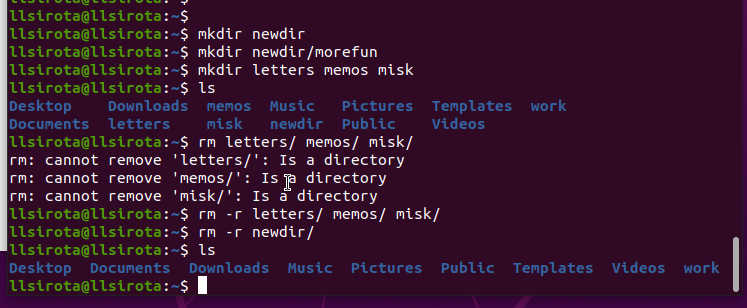 llsirota@llsirota:~$
llsirota@llsirota:~$ mkdir newdir
llsirota@llsirota:~$ mkdir newdir/morefun
llsirota@llsirota:~$ mkdir letters memos misk
llsirota@llsirota:~$ ls
Desktop Downloads memos Music Pictures Templates work
Documents letters misk newdir Public Videos
llsirota@llsirota:~$ rm letters/ memos/ misk/
rm: cannot remove 'letters/': Is a directory
rm: cannot remove 'memos/': Is a directory
rm: cannot remove 'misk/': Is a directory
llsirota@llsirota:~$ rm -r letters/ memos/ misk/
llsirota@llsirota:~$ rm -r newdir/
llsirota@llsirota:~$ ls
Desktop Documents Downloads Music Pictures Public Templates Videos work
llsirota@llsirota:~$